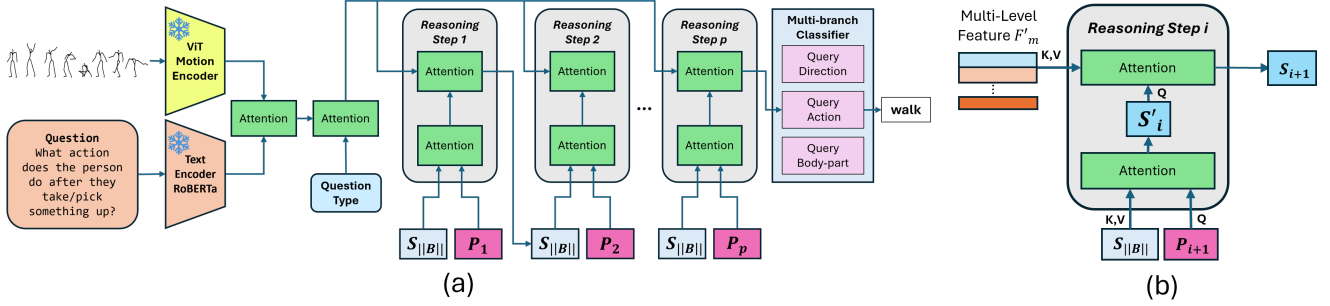 ViT
Motion
Encoder
Question
What action
does the person
do after they
take/pick
something up?
Text
Encoder
RoBERTa
Attention
Attention
Question
Type
Reasoning
Step 1
Attention
Attention
S||B||
P1
Reasoning
Step 2
Attention
Attention
S||B||
P2
...
Reasoning
Step p
Attention
Attention
S||B||
Pp
Multi-branch
Classifier
Query
Direction
Query
Action
Query
Body-part
walk
(a)
Multi-Level
Feature F'm
K,V
Reasoning Step i
Attention
Si+1
Q
S'i
Attention
K,V
Q
S||B||
Pi+1
(b)